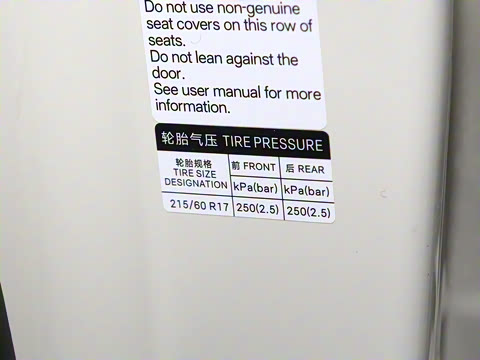 Do not use non-genuine
seat covers on this row of
seats.
Do not lean against the
door.
See user manual for more
information.
轮胎气压 TIRE PRESSURE
轮胎规格
TIRE SIZE
DESIGNATION
前 FRONT
后 REAR
kPa(bar)
kPa(bar)
215/60 R17
250(2.5)
250(2.5)